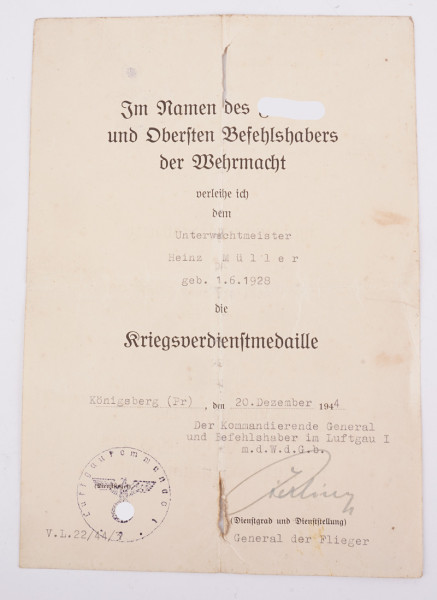 Im Namen des
und Obersten Befehlshabers
der Wehrmacht
verleihe ich
dem
Unterwachtmeister
Heinz Müller
geb. 1.6.1928
die
Kriegsverdienstmedaille
Königsberg (Pr) , den 20.Dezember 1944
Der Kommandierende General
und Befehlshaber im Luftgau I
m.d.W.d.G.b.
(Dienstgrad und Dienststellung)
General der Flieger
Luftgaukommando I
V.L.22/44/